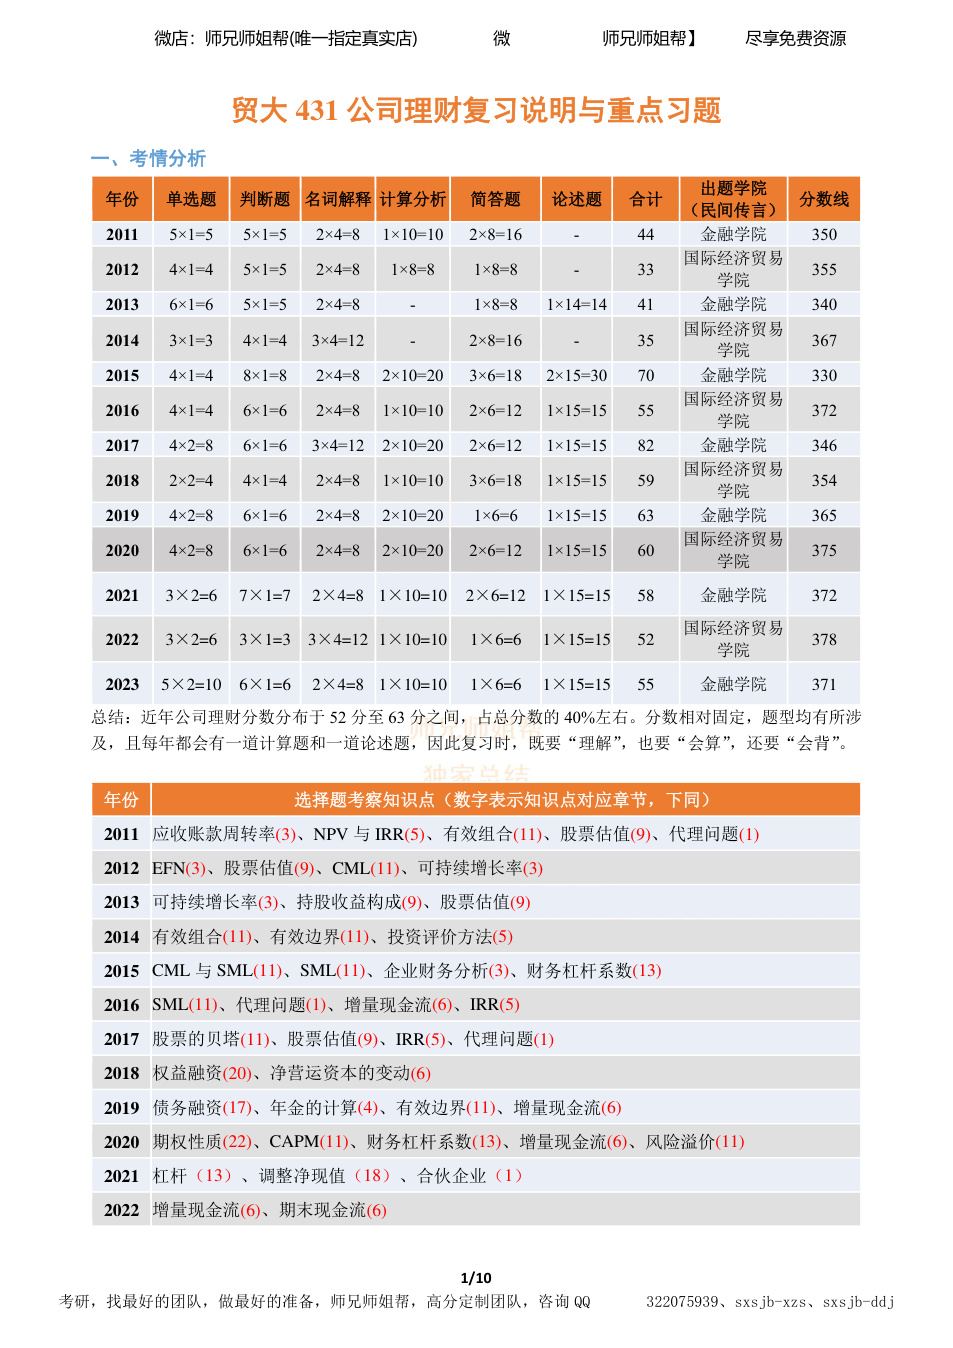 微店：师兄师姐帮(唯一指定真实店) 微 师兄师姐帮】 尽享免费资源
贸大 431 公司理财复习说明与重点习题
一、考情分析
年份 单选题 判断题 名词解释 计算分析 简答题 论述题 合计 出题学院（民间传言） 分数线
2011 5×1=5 5×1=5 2×4=8 1×10=10 2×8=16 - 44 金融学院 350
2012 4×1=4 5×1=5 2×4=8 1×8=8 1×8=8 - 33 国际经济贸易学院 355
2013 6×1=6 5×1=5 2×4=8 - 1×8=8 1×14=14 41 金融学院 340
2014 3×1=3 4×1=4 3×4=12 - 2×8=16 - 35 国际经济贸易学院 367
2015 4×1=4 8×1=8 2×4=8 2×10=20 3×6=18 2×15=30 70 金融学院 330
2016 4×1=4 6×1=6 2×4=8 1×10=10 2×6=12 1×15=15 55 国际经济贸易学院 372
2017 4×2=8 6×1=6 3×4=12 2×10=20 2×6=12 1×15=15 82 金融学院 346
2018 2×2=4 4×1=4 2×4=8 1×10=10 3×6=18 1×15=15 59 国际经济贸易学院 354
2019 4×2=8 6×1=6 2×4=8 2×10=20 1×6=6 1×15=15 63 金融学院 365
2020 4×2=8 6×1=6 2×4=8 2×10=20 2×6=12 1×15=15 60 国际经济贸易学院 375
2021 3×2=6 7×1=7 2×4=8 1×10=10 2×6=12 1×15=15 58 金融学院 372
2022 3×2=6 3×1=3 3×4=12 1×10=10 1×6=6 1×15=15 52 国际经济贸易学院 378
2023 5×2=10 6×1=6 2×4=8 1×10=10 1×6=6 1×15=15 55 金融学院 371
总结：近年公司理财分数分布于 52 分至 63 分之间，占总分数的 40%左右。分数相对固定，题型均有所涉
及，且每年都会有一道计算题和一道论述题，因此复习时，既要“理解”，也要“会算”，还要“会背”。
师兄师姐帮
独家总结
年份 选择题考察知识点（数字表示知识点对应章节，下同）
2011 应收账款周转率(3)、NPV 与 IRR(5)、有效组合(11)、股票估值(9)、代理问题(1)
2012 EFN(3)、股票估值(9)、CML(11)、可持续增长率(3)
2013 可持续增长率(3)、持股收益构成(9)、股票估值(9)
2014 有效组合(11)、有效边界(11)、投资评价方法(5)
2015 CML 与 SML(11)、SML(11)、企业财务分析(3)、财务杠杆系数(13)
2016 SML(11)、代理问题(1)、增量现金流(6)、IRR(5)
2017 股票的贝塔(11)、股票估值(9)、IRR(5)、代理问题(1)
2018 权益融资(20)、净营运资本的变动(6)
2019 债务融资(17)、年金的计算(4)、有效边界(11)、增量现金流(6)
2020 期权性质(22)、CAPM(11)、财务杠杆系数(13)、增量现金流(6)、风险溢价(11)
2021 杠杆（13）、调整净现值（18）、合伙企业（1）
2022 增量现金流(6)、期末现金流(6)
1/10
考研，找最好的团队，做最好的准备，师兄师姐帮，高分定制团队，咨询 QQ 322075939、sxsjb-xzs、sxsjb-ddj